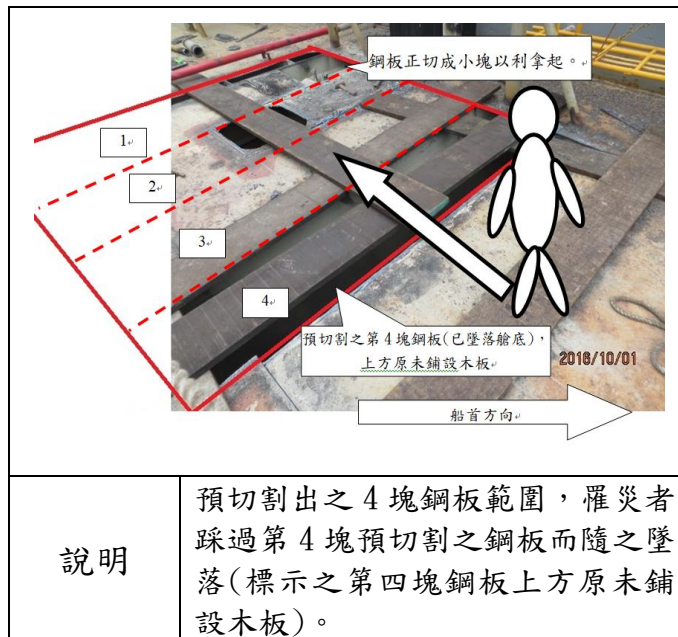 鋼板正切成小塊以利拿起。
1
2
3
4
預切割之第 4 塊鋼板(已墜落艙底)，
上方原未鋪設木板
2016/10/01
船首方向
說明
預切割出之 4 塊鋼板範圍，罹災者
踩過第 4 塊預切割之鋼板而隨之墜
落(標示之第四塊鋼板上方原未鋪
設木板)。